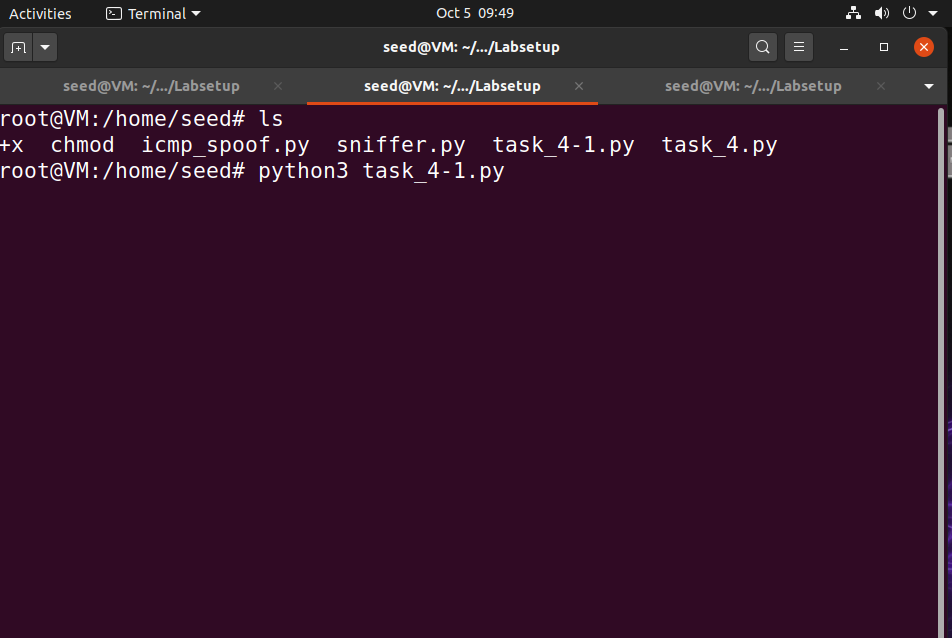 Activities Terminal Oct 5 09:49
seed@VM: ~/.../Labsetup
seed@VM: ~/.../Labsetup seed@VM: ~/.../Labsetup seed@VM: ~/.../Labsetup
root@VM:/home/seed# ls
+x chmod icmp_spoof.py sniffer.py task_4-1.py task_4.py
root@VM:/home/seed# python3 task_4-1.py